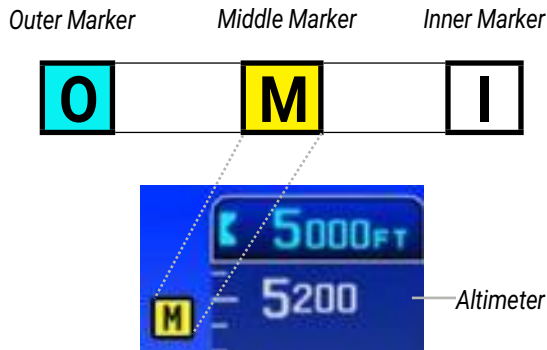 Outer Marker Middle Marker Inner Marker
O M I
5000FT
5200
M
Altimeter